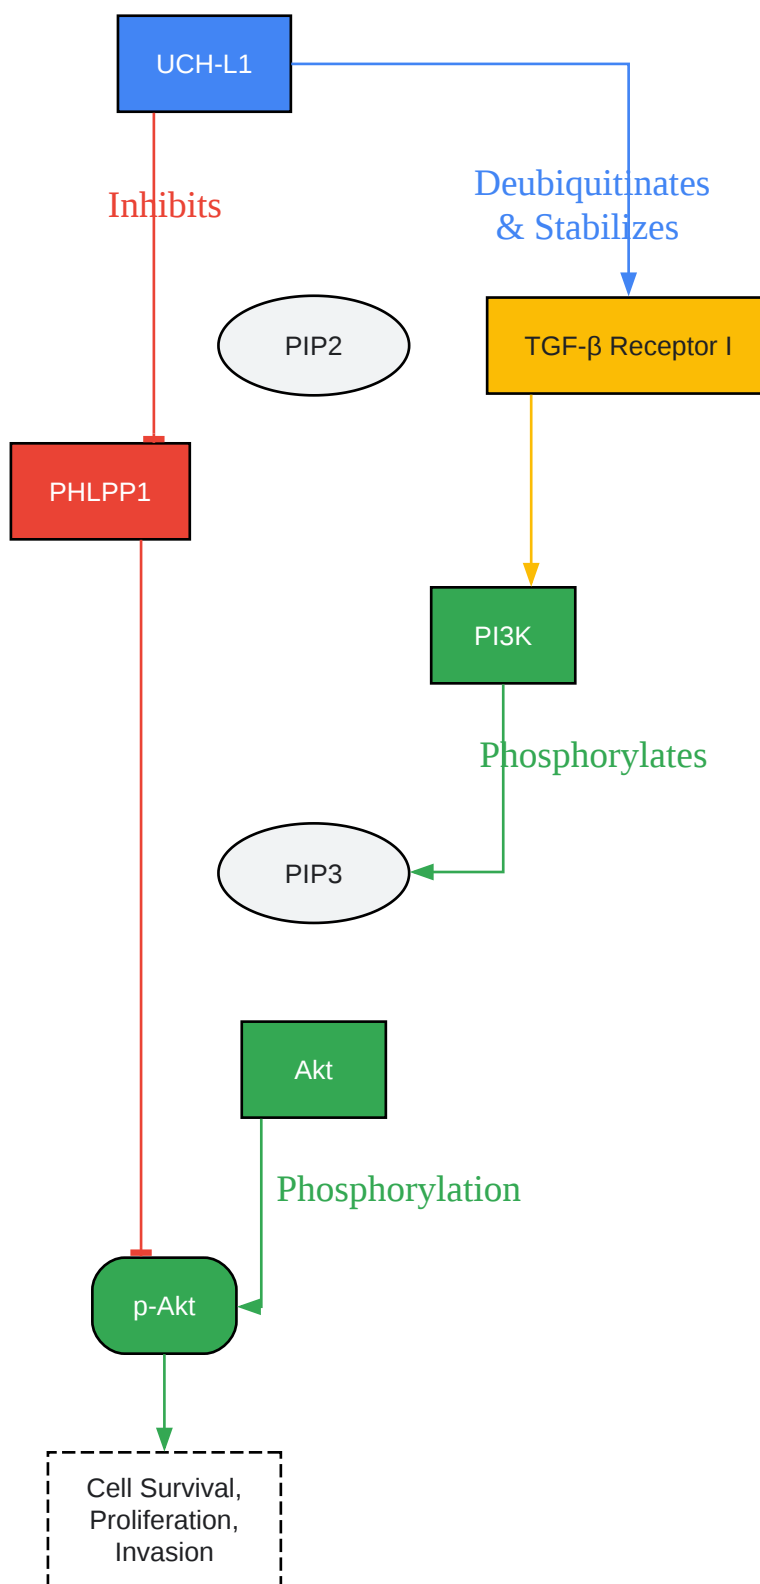 UCH-L1
Inhibits
Deubiquitinates
& Stabilizes
PIP2
TGF-β Receptor I
PHLPP1
PI3K
Phosphorylates
PIP3
Akt
Phosphorylation
p-Akt
Cell Survival,
Proliferation,
Invasion